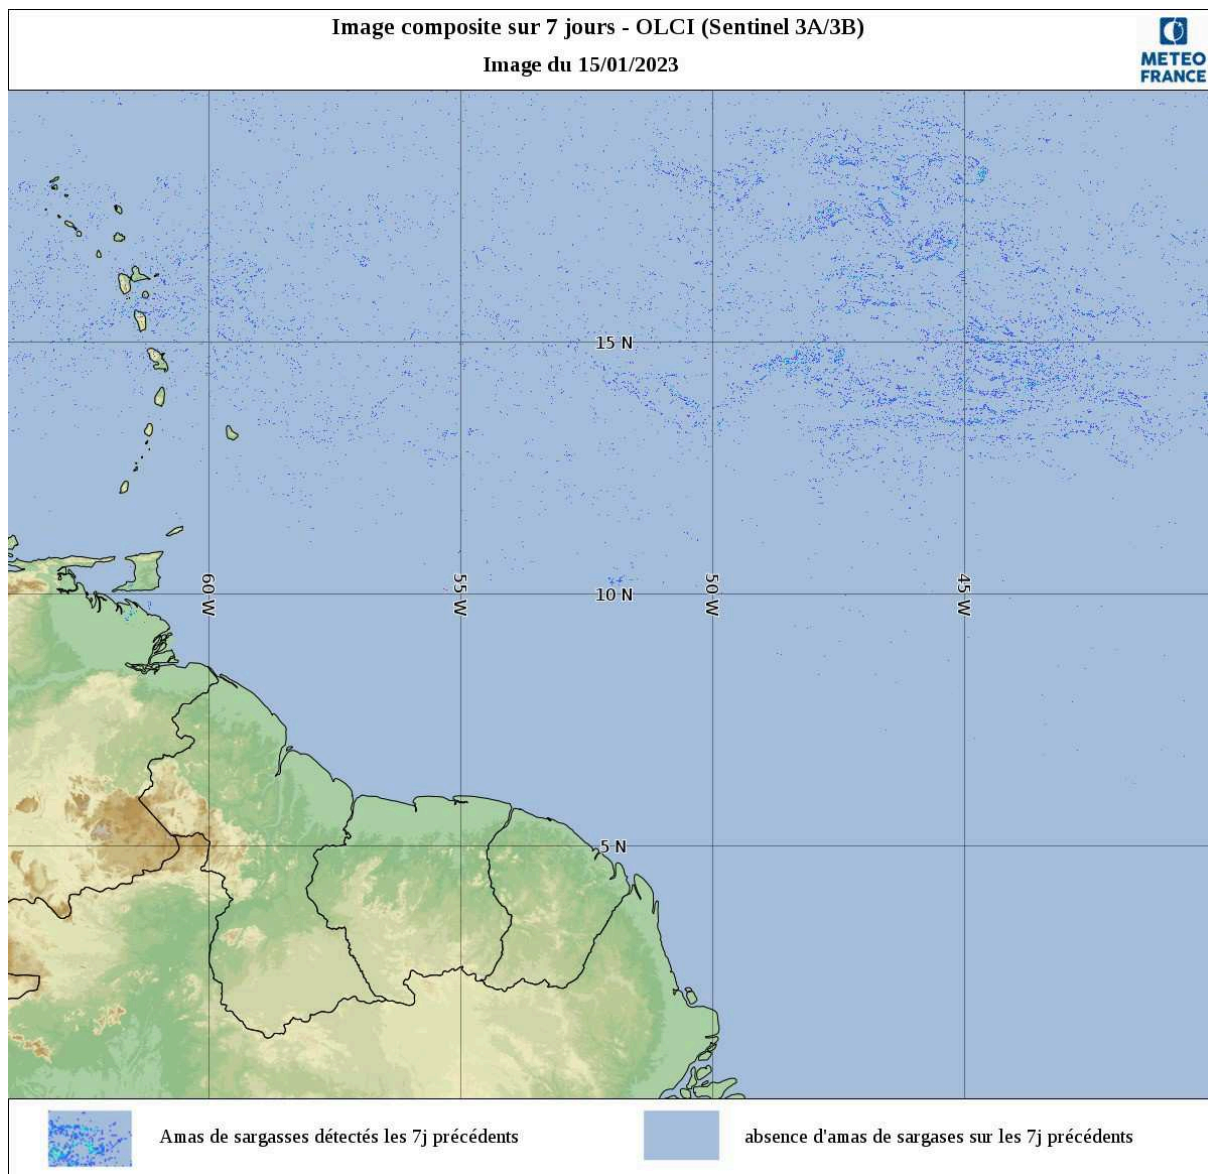 Image composite sur 7 jours - OLCI (Sentinel 3A/3B)
Image du 15/01/2023
METEO
FRANCE
15 N
60 W
55 W
10 N
50 W
45 W
5 N
Amas de sargasses détectés les 7j précédents
absence d'amas de sargases sur les 7j précédents